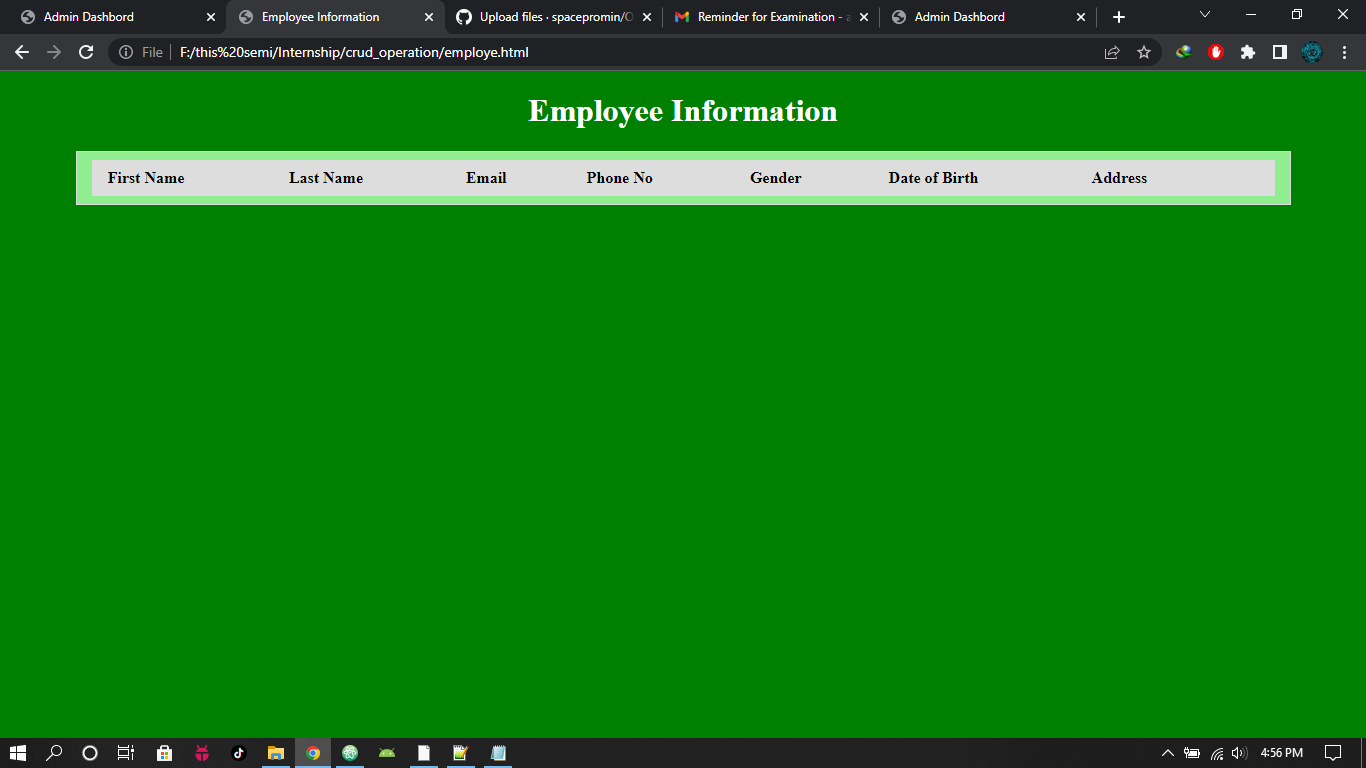 Admin Dashbord
Employee Information
Upload files · spacepromin/
Reminder for Examination -
Admin Dashbord
File
F:/this%20semi/Internship/crud_operation/employe.html
Employee Information
First Name Last Name Email Phone No Gender Date of Birth Address
4:56 PM